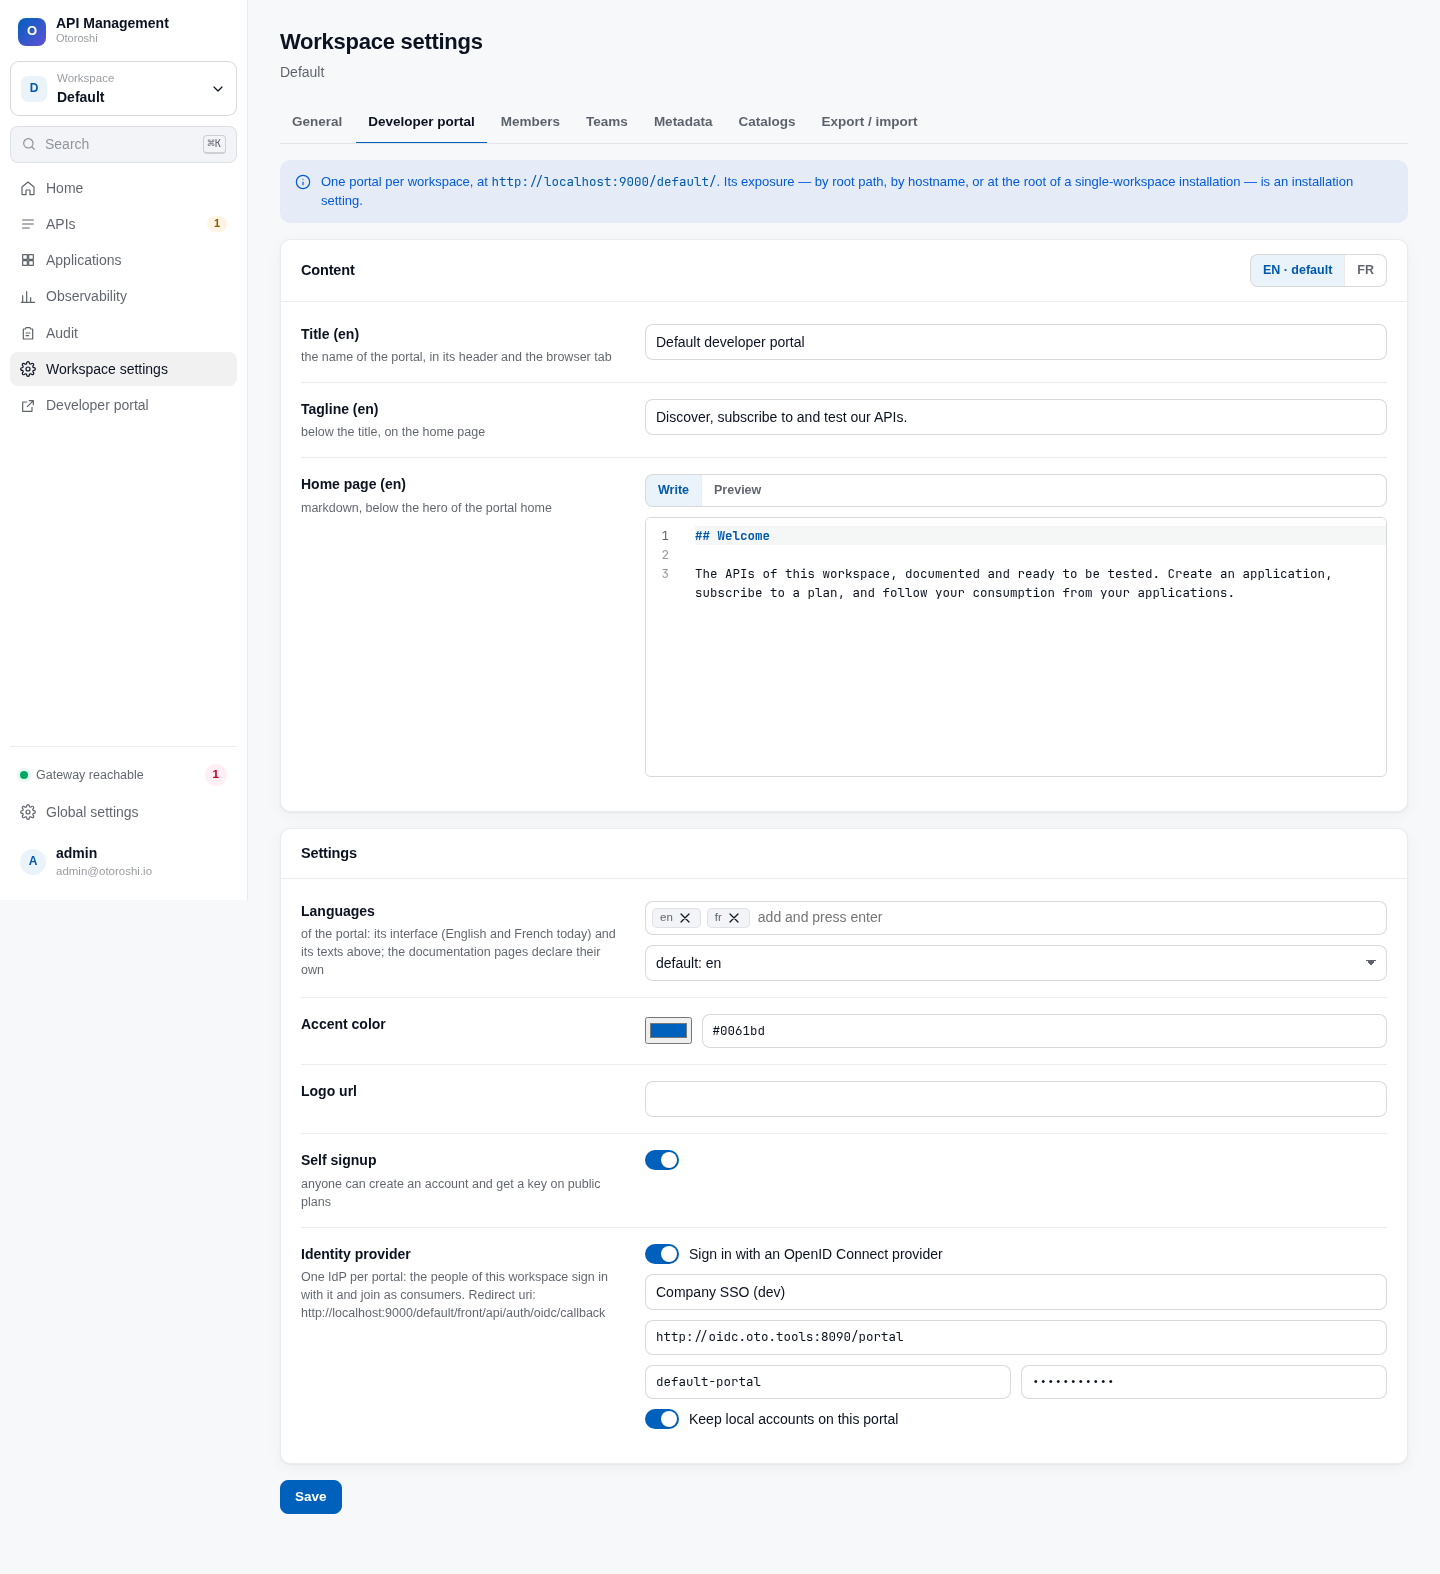 O
API Management
Otoroshi
D
Workspace
Default
Search
⌘K
Home
APIs
1
Applications
Observability
Audit
Workspace settings
Developer portal
Gateway reachable
1
Global settings
A
admin
admin@otoroshi.io
Workspace settings
Default
General
Developer portal
Members
Teams
Metadata
Catalogs
Export / import
One portal per workspace, at http://localhost:9000/default/. Its exposure — by root path, by hostname, or at the root of a single-workspace installation — is an installation
setting.
Content
EN · default
FR
Title (en)
the name of the portal, in its header and the browser tab
Default developer portal
Tagline (en)
below the title, on the home page
Discover, subscribe to and test our APIs.
Home page (en)
markdown, below the hero of the portal home
Write
Preview
1
## Welcome
2
3
The APIs of this workspace, documented and ready to be tested. Create an application,
subscribe to a plan, and follow your consumption from your applications.
Settings
Languages
of the portal: its interface (English and French today) and
its texts above; the documentation pages declare their
own
en
fr
add and press enter
default: en
Accent color
#0061bd
Logo url
Self signup
anyone can create an account and get a key on public
plans
Identity provider
One IdP per portal: the people of this workspace sign in
with it and join as consumers. Redirect uri:
http://localhost:9000/default/front/api/auth/oidc/callback
Sign in with an OpenID Connect provider
Company SSO (dev)
http://oidc.oto.tools:8090/portal
default-portal
•••••••••••
Keep local accounts on this portal
Save